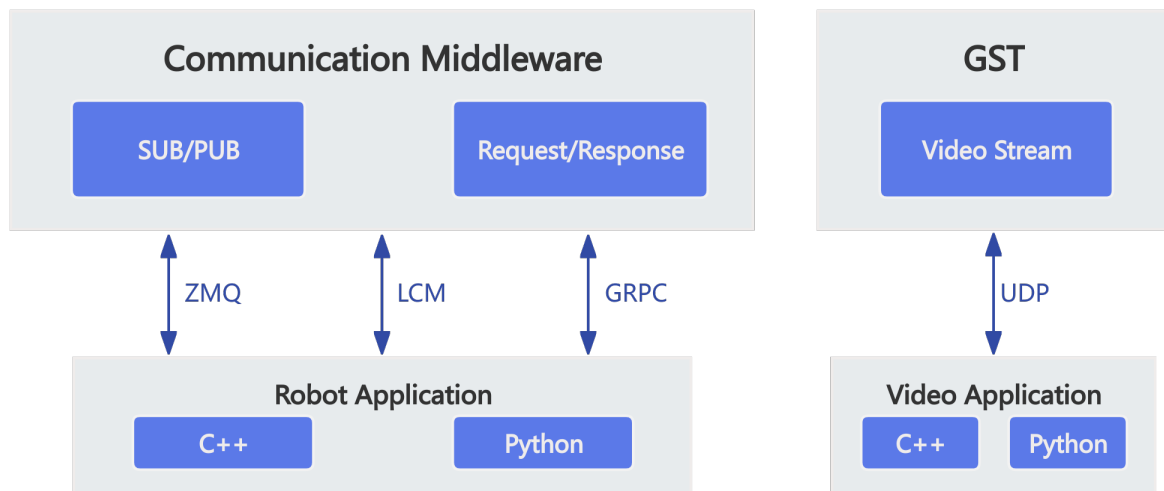 Communication Middleware
SUB/PUB
Request/Response
ZMQ
LCM
GRPC
Robot Application
C++
Python
GST
Video Stream
UDP
Video Application
C++
Python